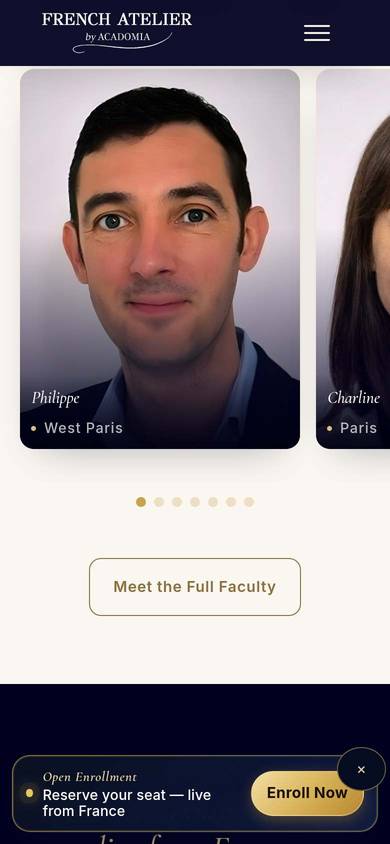 FRENCH ATELIER
by ACADOMIA
Philippe
West Paris
Charline
Paris
Meet the Full Faculty
Open Enrollment
Reserve your seat — live
from France
Enroll Now
×